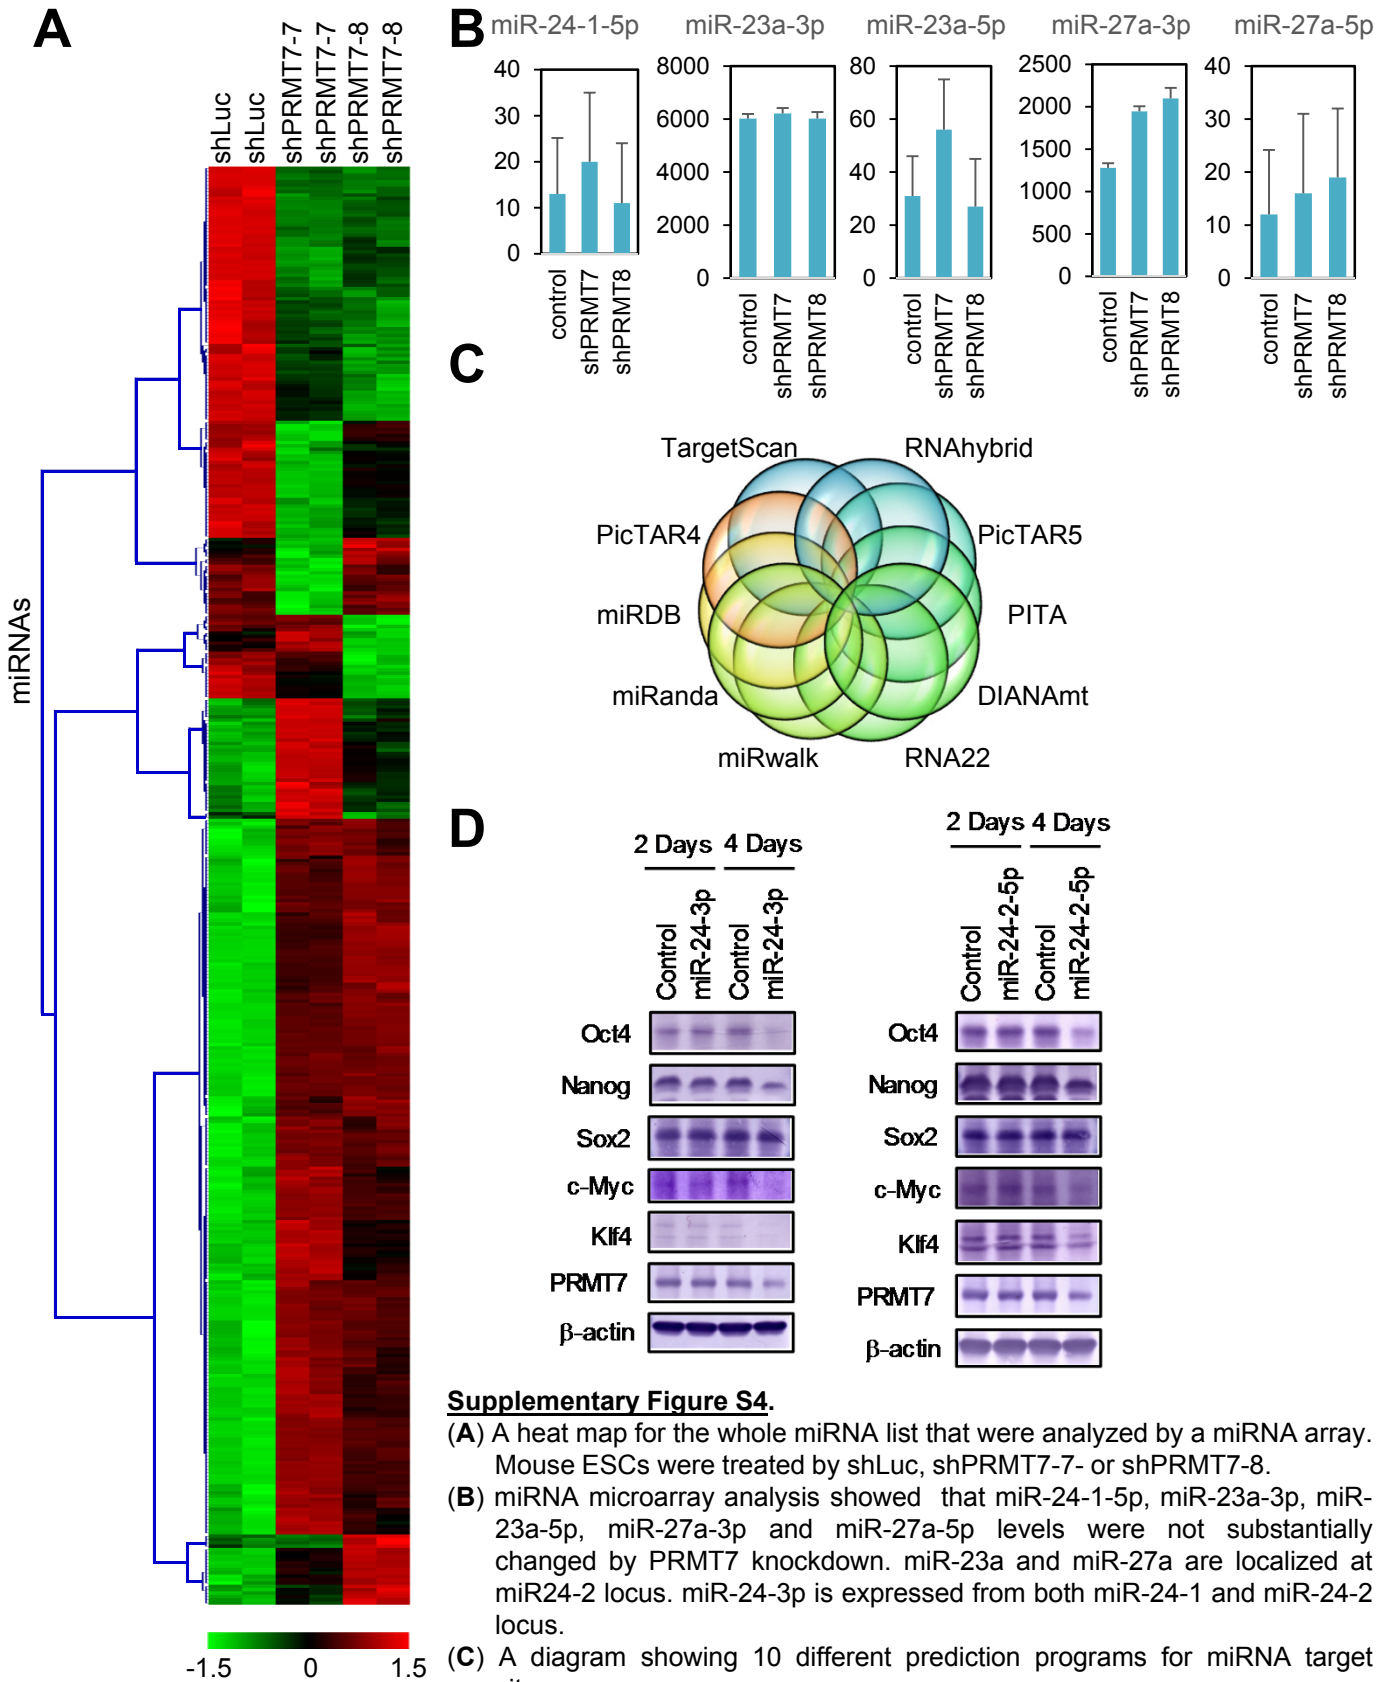 A
shLuc
shLuc
shPRMT7-7
shPRMT7-7
shPRMT7-8
shPRMT7-8
miRNAs
-1.5
0
1.5
B
miR-24-1-5p
40
30
20
10
0
control
shPRMT7
shPRMT8
miR-23a-3p
8000
6000
4000
2000
0
control
shPRMT7
shPRMT8
miR-23a-5p
80
60
40
20
0
control
shPRMT7
shPRMT8
miR-27a-3p
2500
2000
1500
1000
500
0
control
shPRMT7
shPRMT8
miR-27a-5p
40
30
20
10
0
control
shPRMT7
shPRMT8
C
TargetScan
RNAhybrid
PicTAR4
PicTAR5
miRDB
PITA
miRanda
DIANAmt
miRwalk
RNA22
D
2 Days 4 Days
Control
miR-24-3p
Control
miR-24-3p
Oct4
Nanog
Sox2
c-Myc
Klf4
PRMT7
β-actin
2 Days 4 Days
Control
miR-24-2-5p
Control
miR-24-2-5p
Oct4
Nanog
Sox2
c-Myc
Klf4
PRMT7
β-actin
Supplementary Figure S4.
(A) A heat map for the whole miRNA list that were analyzed by a miRNA array.
Mouse ESCs were treated by shLuc, shPRMT7-7- or shPRMT7-8.
(B) miRNA microarray analysis showed that miR-24-1-5p, miR-23a-3p, miR-
23a-5p, miR-27a-3p and miR-27a-5p levels were not substantially
changed by PRMT7 knockdown. miR-23a and miR-27a are localized at
miR24-2 locus. miR-24-3p is expressed from both miR-24-1 and miR-24-2
locus.
(C) A diagram showing 10 different prediction programs for miRNA target